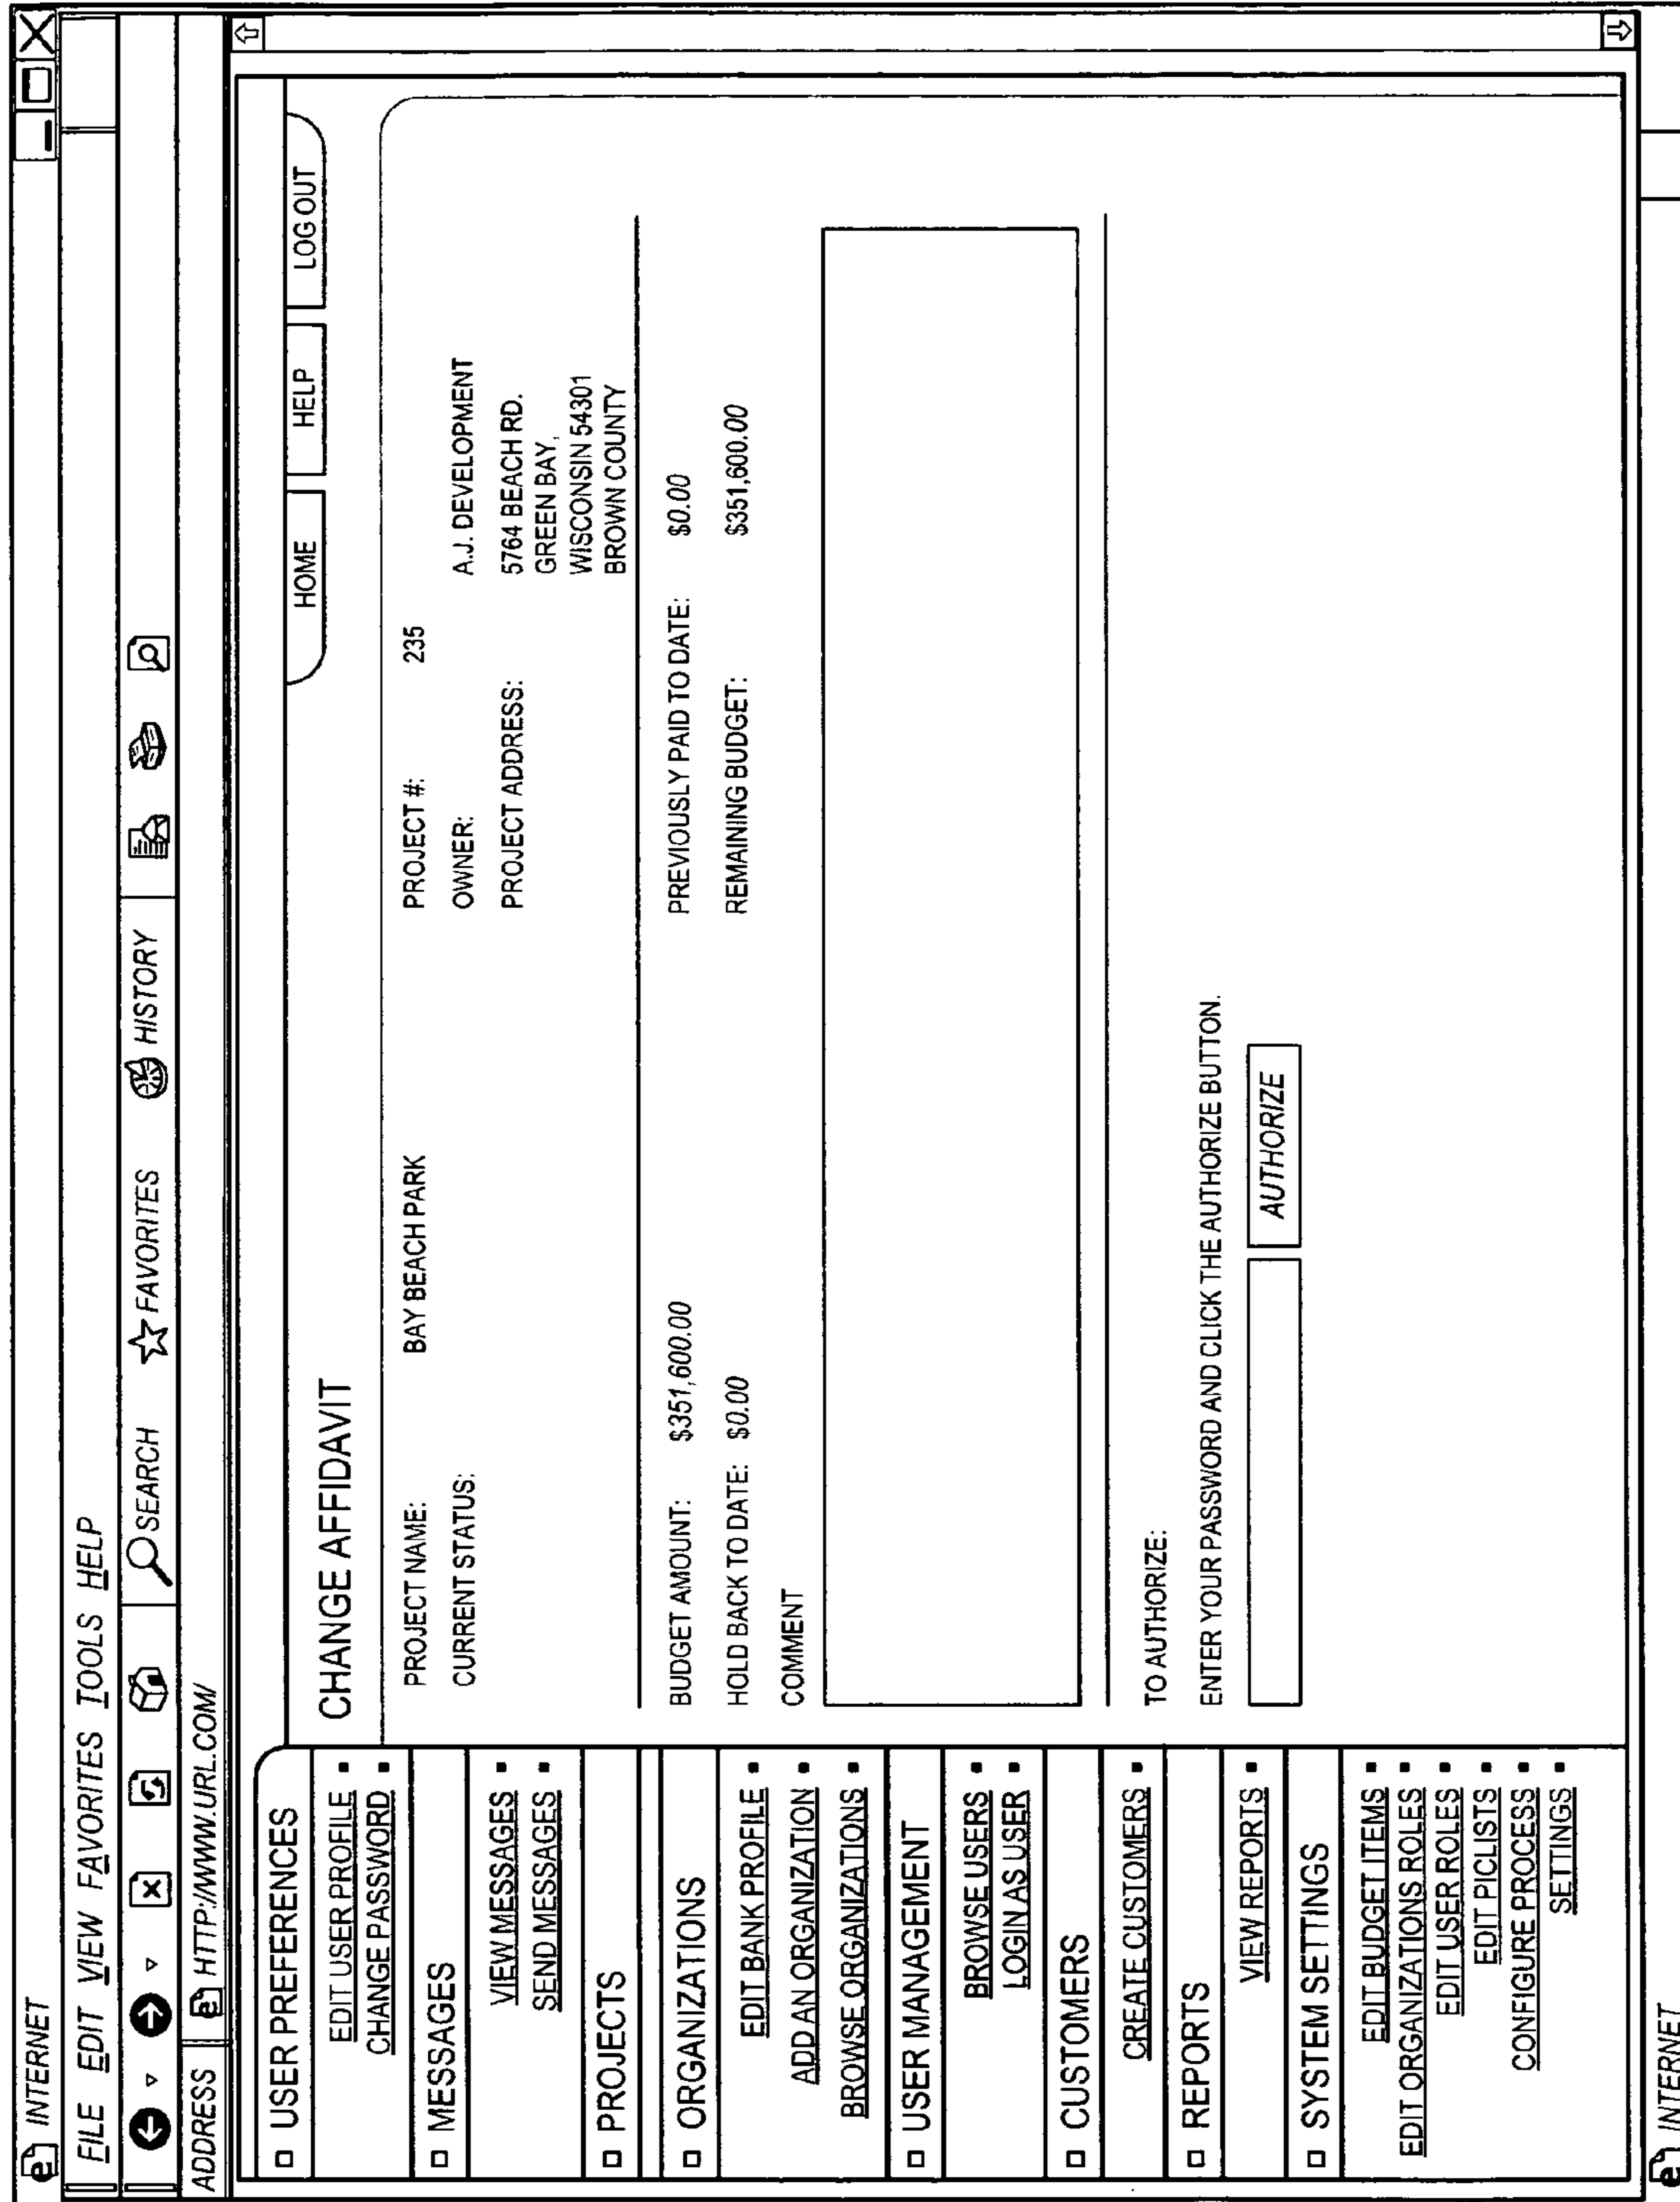 INTERNET
FILE EDIT VIEW FAVORITES TOOLS HELP
SEARCH FAVORITES HISTORY
ADDRESS HTTP://WWW.URL.COM/
USER PREFERENCES
EDIT USER PROFILE
CHANGE PASSWORD
MESSAGES
VIEW MESSAGES
SEND MESSAGES
PROJECTS
ORGANIZATIONS
EDIT BANK PROFILE
ADD AN ORGANIZATION
BROWSE ORGANIZATIONS
USER MANAGEMENT
BROWSE USERS
LOGIN AS USER
CUSTOMERS
CREATE CUSTOMERS
REPORTS
VIEW REPORTS
SYSTEM SETTINGS
EDIT BUDGET ITEMS
EDIT ORGANIZATIONS ROLES
EDIT USER ROLES
EDIT PICLISTS
CONFIGURE PROCESS
SETTINGS
HOME HELP LOG OUT
CHANGE AFFIDAVIT
PROJECT NAME: BAY BEACH PARK PROJECT #: 235
CURRENT STATUS: OWNER: A.J. DEVELOPMENT
PROJECT ADDRESS: 5764 BEACH RD.
GREEN BAY,
WISCONSIN 54301
BROWN COUNTY
BUDGET AMOUNT: $351,600.00 PREVIOUSLY PAID TO DATE: $0.00
HOLD BACK TO DATE: $0.00 REMAINING BUDGET: $351,600.00
COMMENT
TO AUTHORIZE:
ENTER YOUR PASSWORD AND CLICK THE AUTHORIZE BUTTON.
AUTHORIZE
INTERNET